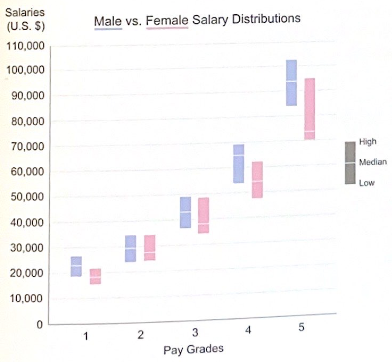 Salaries
(U.S. $)
Male vs. Female Salary Distributions
110,000
100,000
90,000
80,000
70,000
60,000
50,000
40,000
30,000
20,000
10,000
0
High
Median
Low
1 2 3 4 5
Pay Grades